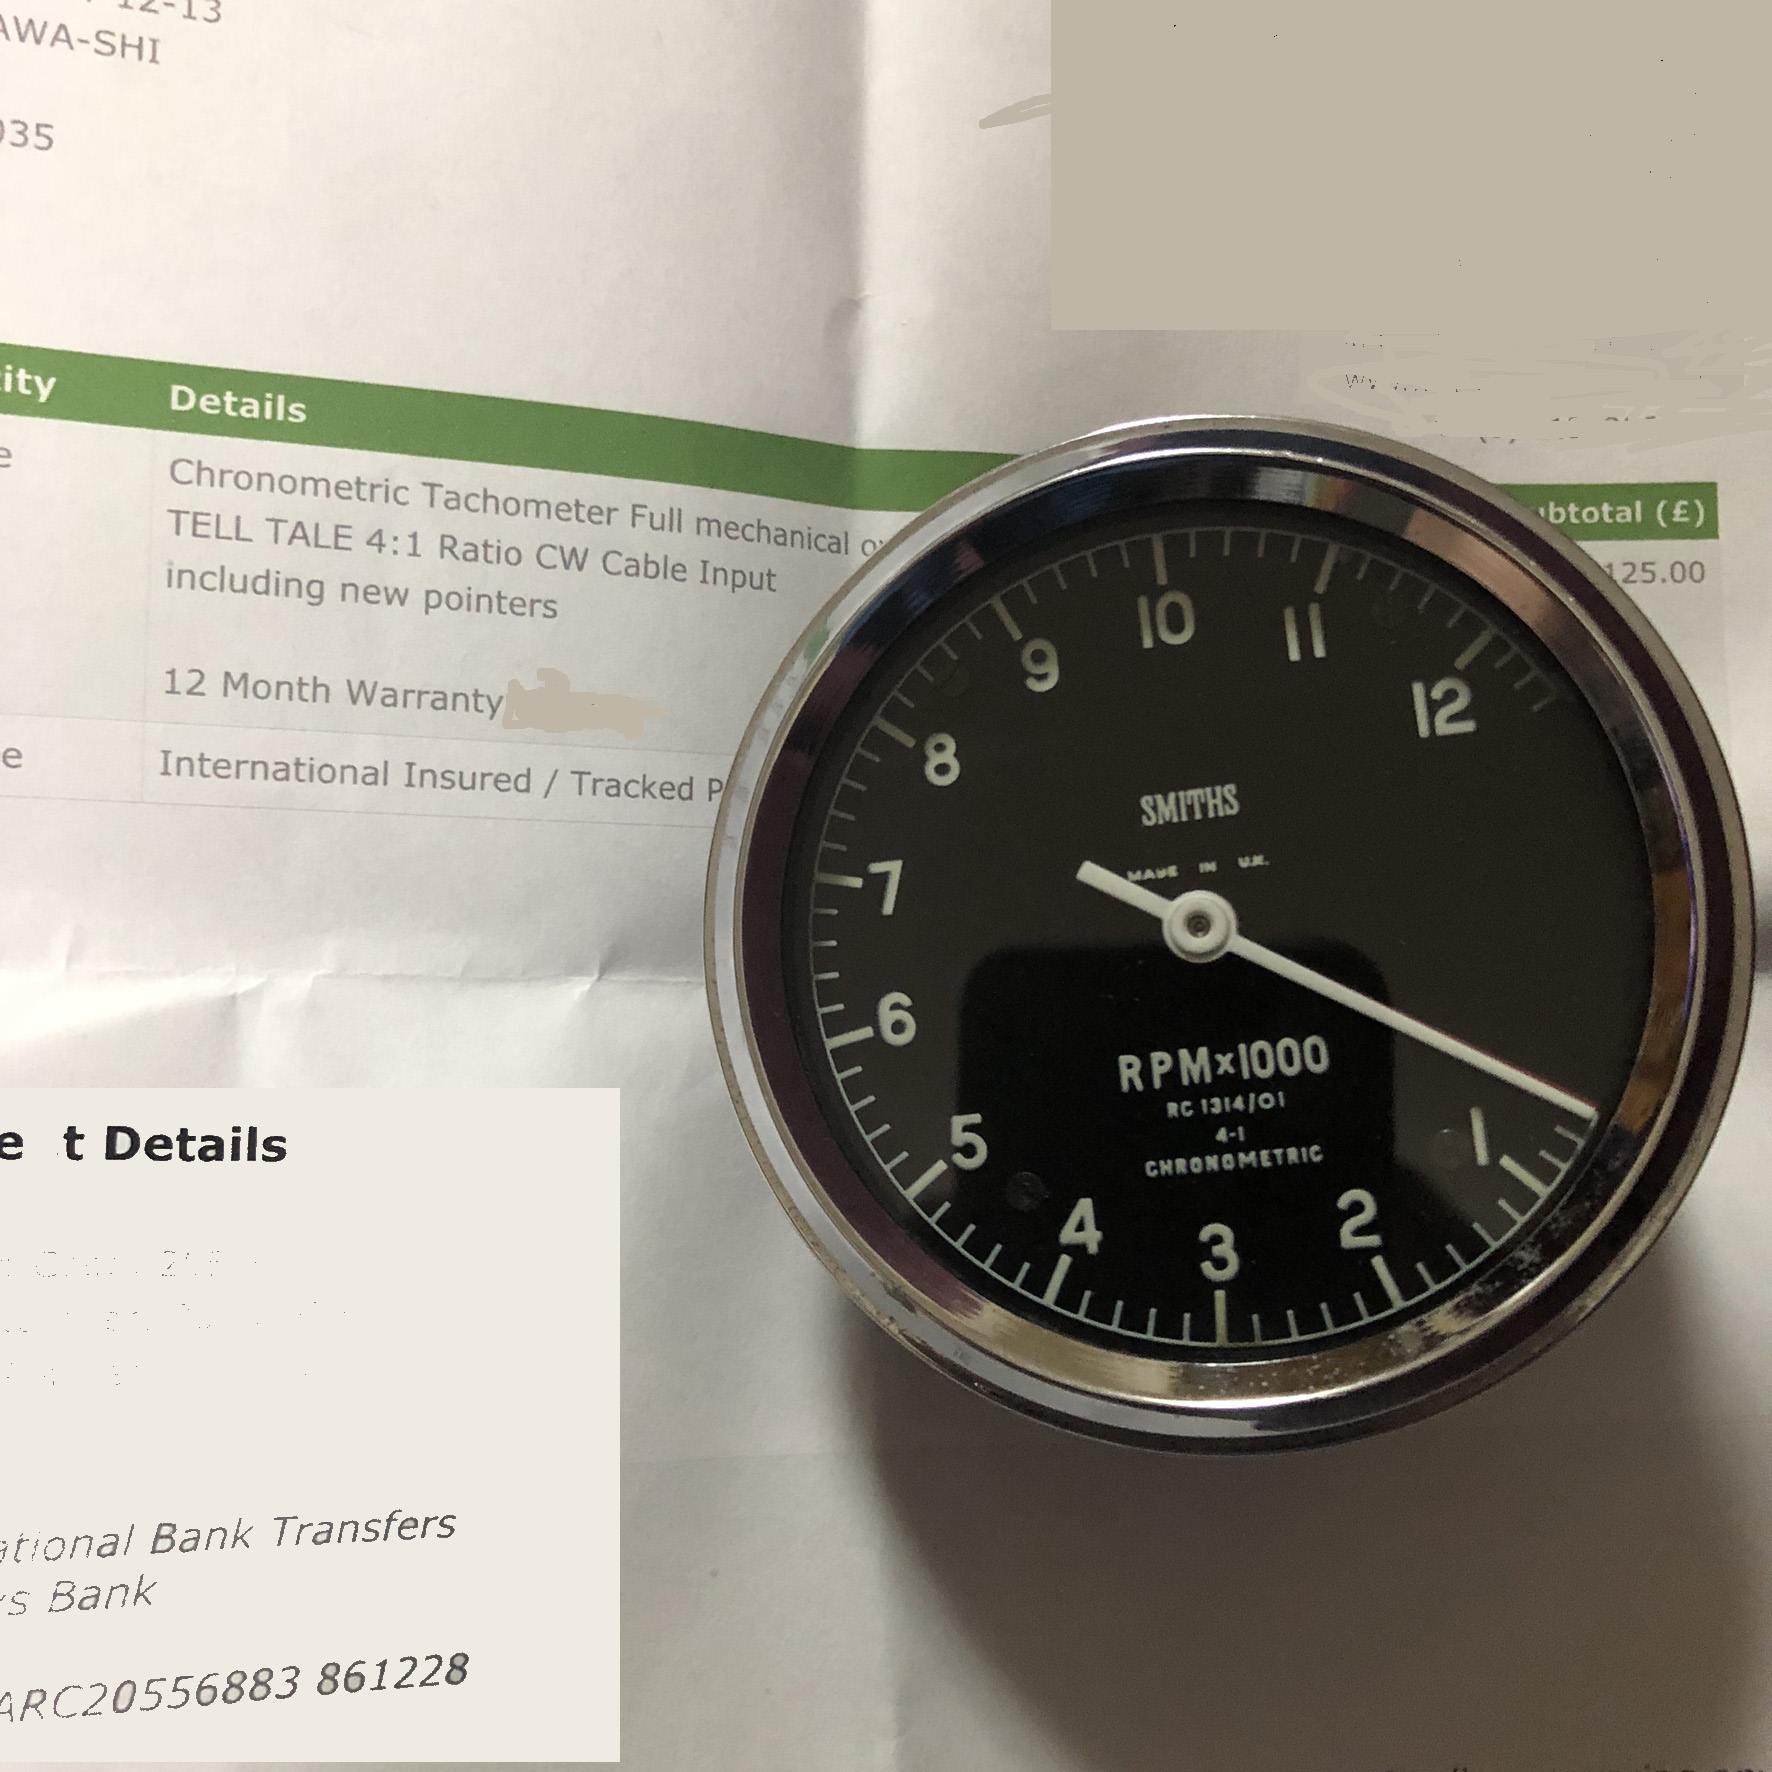 12-13
AWA-SHI
035
ity Details
btotal (£)
e Chronometric Tachometer Full mechanical
125.00
TELL TALE 4:1 Ratio CW Cable Input
including new pointers
12 Month Warranty
e International Insured / Tracked P
10
11
9
12
8
SMITHS
MADE IN U.K.
7
6
RPMx1000
RC 1314/01
4-1
CHRONOMETRIC
5
1
4
2
3
e t Details
ational Bank Transfers
s Bank
ARC20556883 861228